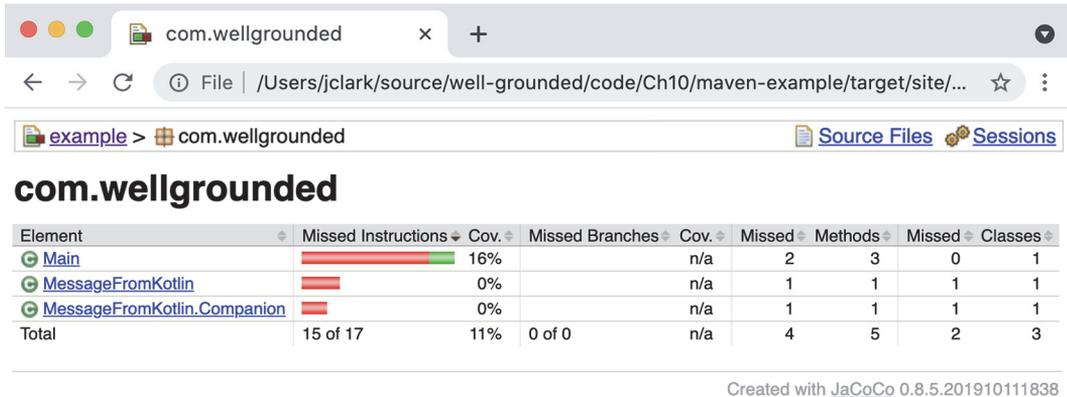 com.wellgrounded
File /Users/jclark/source/well-grounded/code/Ch10/maven-example/target/site/...
example > com.wellgrounded Source Files Sessions
com.wellgrounded
Element Missed Instructions Cov. Missed Branches Cov. Missed Methods Missed Classes
Main 16% n/a 2 3 0 1
MessageFromKotlin 0% n/a 1 1 1 1
MessageFromKotlin.Companion 0% n/a 1 1 1 1
Total 15 of 17 11% 0 of 0 n/a 4 5 2 3
Created with JaCoCo 0.8.5.201910111838